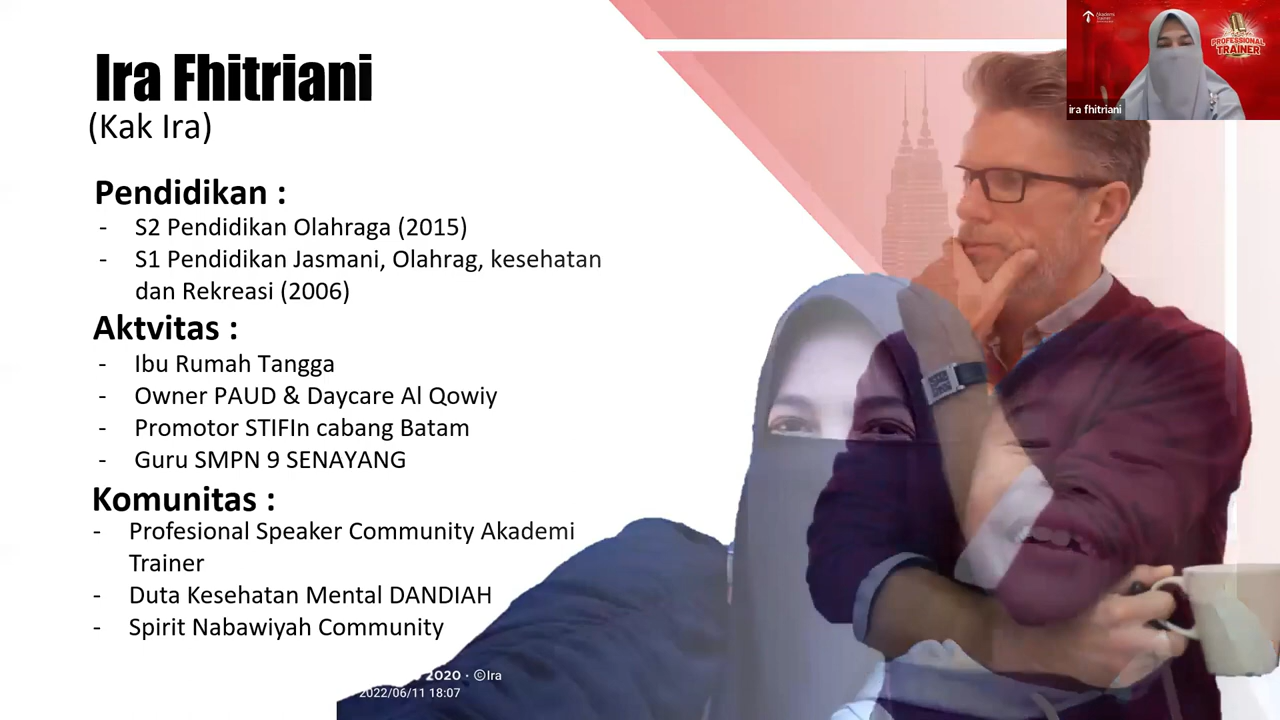 Ira Fhitriani
(Kak Ira)
Pendidikan :
- S2 Pendidikan Olahraga (2015)
- S1 Pendidikan Jasmani, Olahrag, kesehatan
dan Rekreasi (2006)
Aktvitas :
- Ibu Rumah Tangga
- Owner PAUD & Daycare Al Qowiy
- Promotor STIFIn cabang Batam
- Guru SMPN 9 SENAYANG
Komunitas :
- Profesional Speaker Community Akademi
Trainer
- Duta Kesehatan Mental DANDIAH
- Spirit Nabawiyah Community
2020 · ©Ira
2022/06/11 18:07
Akademi
Trainer
PROFESSIONAL
TRAINER
ira fhitriani